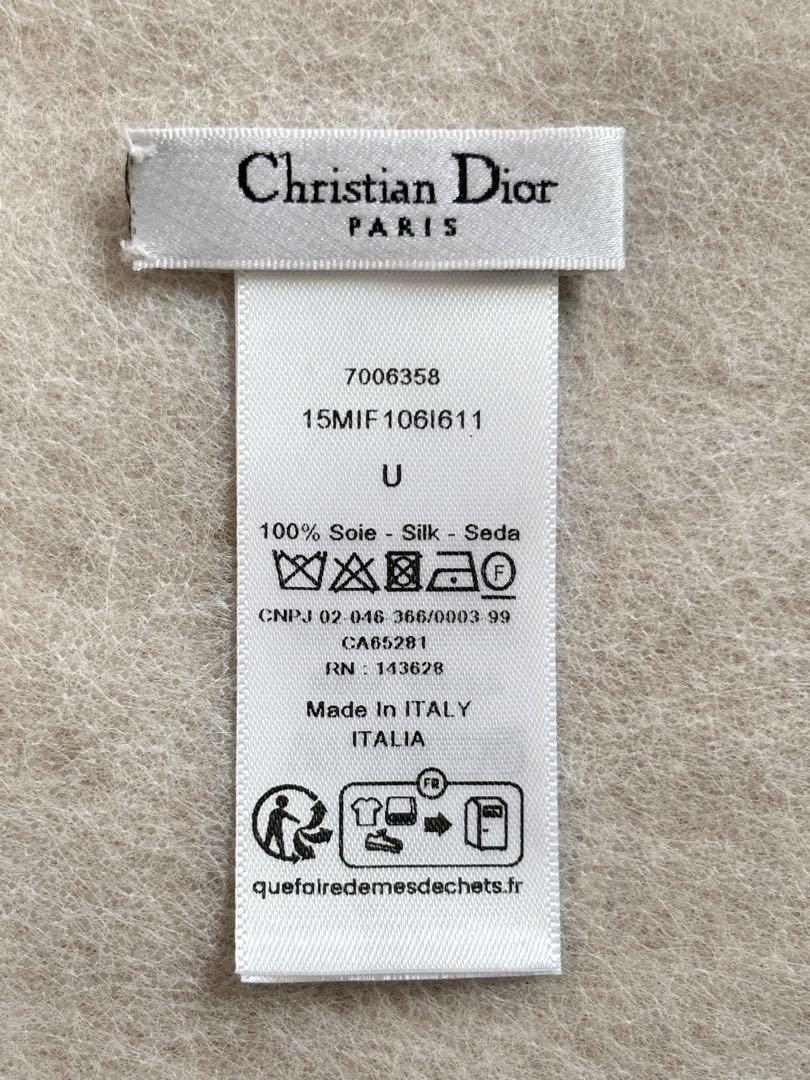 Christian Dior
PARIS
7006358
15MIF106I611
U
100% Soie - Silk - Seda
F
CNPJ 02-046-366/0003-99
CA65281
RN : 143628
Made In ITALY
ITALIA
FR
quefairedemesdechets.fr